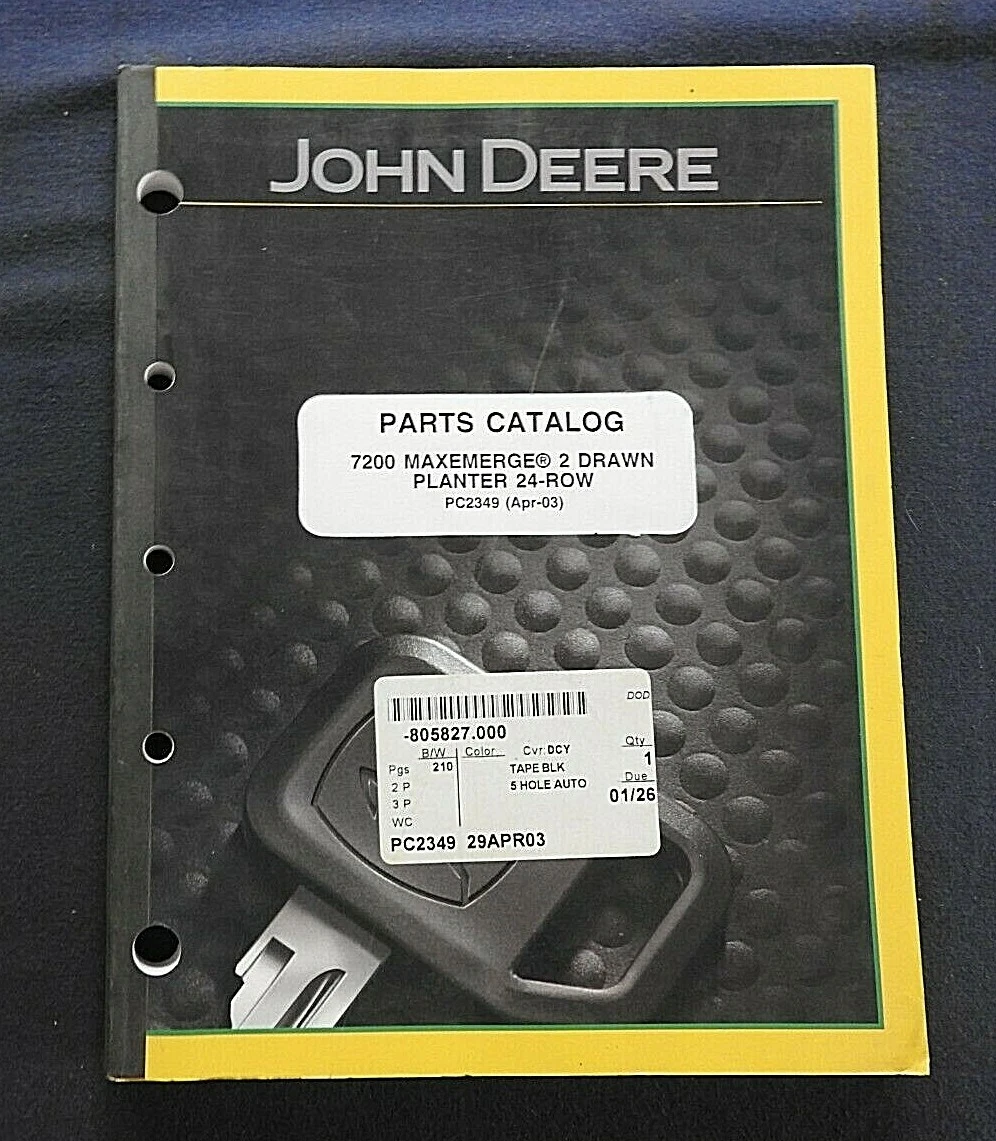 JOHN DEERE
PARTS CATALOG
7200 MAXEMERGE® 2 DRAWN
PLANTER 24-ROW
PC2349 (Apr-03)
DOD
-805827.000
B/W Color Cvr: DCY Qty
Pgs 210 TAPE BLK 1
2 P 5 HOLE AUTO Due
3 P 01/26
WC
PC2349 29APR03